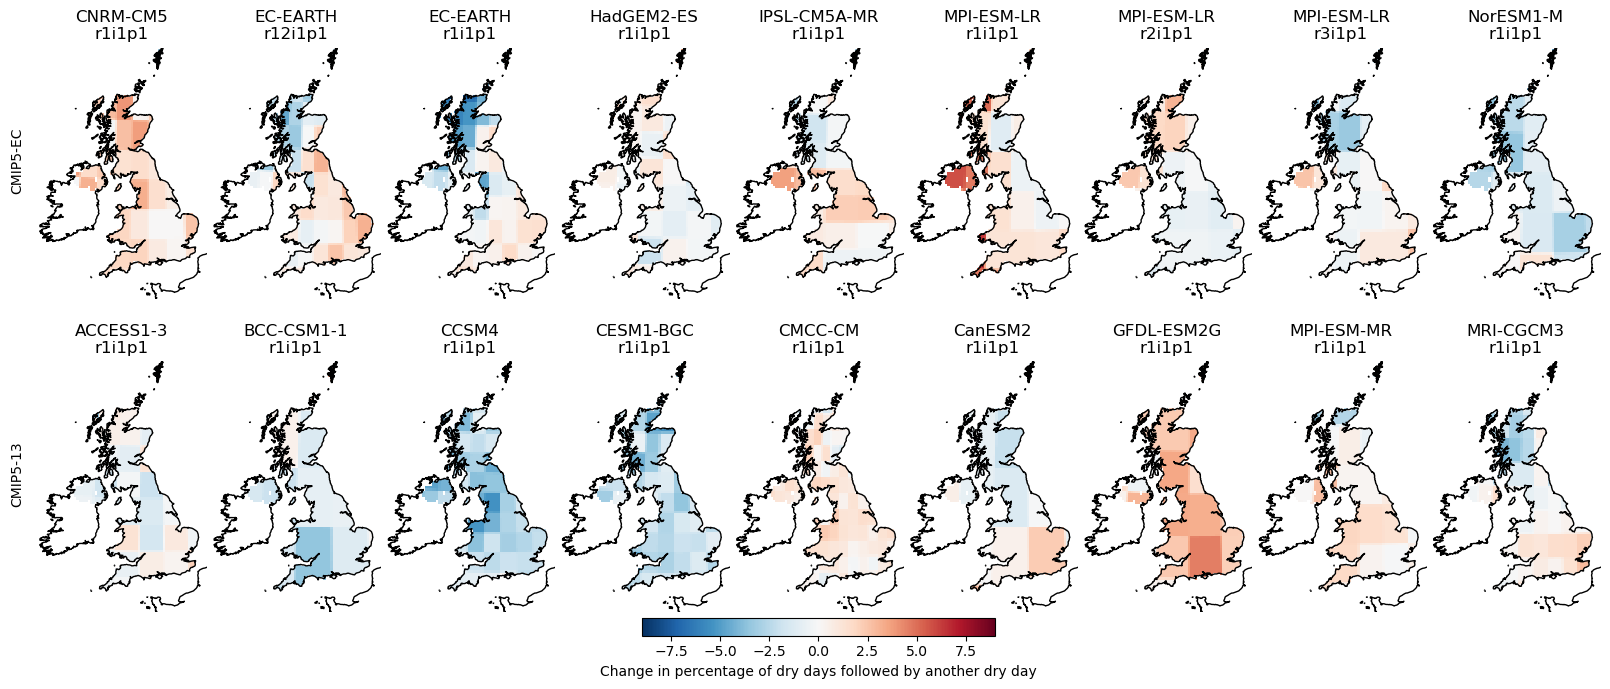 CNRM-CM5 EC-EARTH EC-EARTH HadGEM2-ES IPSL-CM5A-MR MPI-ESM-LR MPI-ESM-LR MPI-ESM-LR NorESM1-M
r1i1p1 r12i1p1 r1i1p1 r1i1p1 r1i1p1 r1i1p1 r2i1p1 r3i1p1 r1i1p1
CMIP5-EC
ACCESS1-3 BCC-CSM1-1 CCSM4 CESM1-BGC CMCC-CM CanESM2 GFDL-ESM2G MPI-ESM-MR MRI-CGCM3
r1i1p1 r1i1p1 r1i1p1 r1i1p1 r1i1p1 r1i1p1 r1i1p1 r1i1p1 r1i1p1
CMIP5-13
−7.5 −5.0 −2.5 0.0 2.5 5.0 7.5
Change in percentage of dry days followed by another dry day